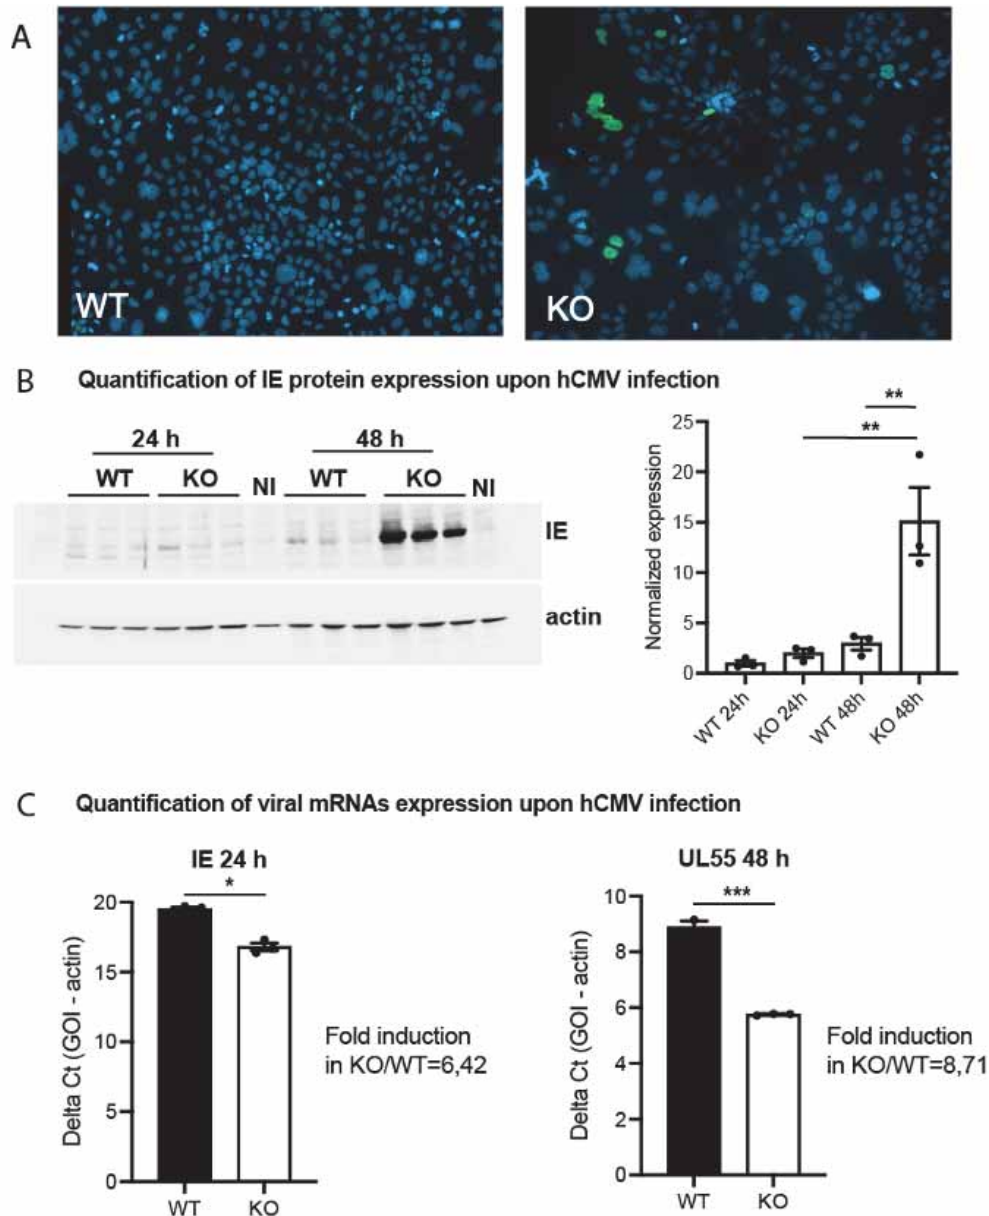 A
WT
KO
B Quantification of IE protein expression upon hCMV infection
24 h 48 h
WT KO NI WT KO NI
IE
actin
** 
**
25
20
15
10
5
0
Normalized expression
WT 24h
KO 24h
WT 48h
KO 48h
C Quantification of viral mRNAs expression upon hCMV infection
IE 24 h
*
20
15
10
5
0
Delta Ct (GOI - actin)
WT KO
Fold induction
in KO/WT=6,42
UL55 48 h
***
10
8
6
4
2
0
Delta Ct (GOI - actin)
WT KO
Fold induction
in KO/WT=8,71